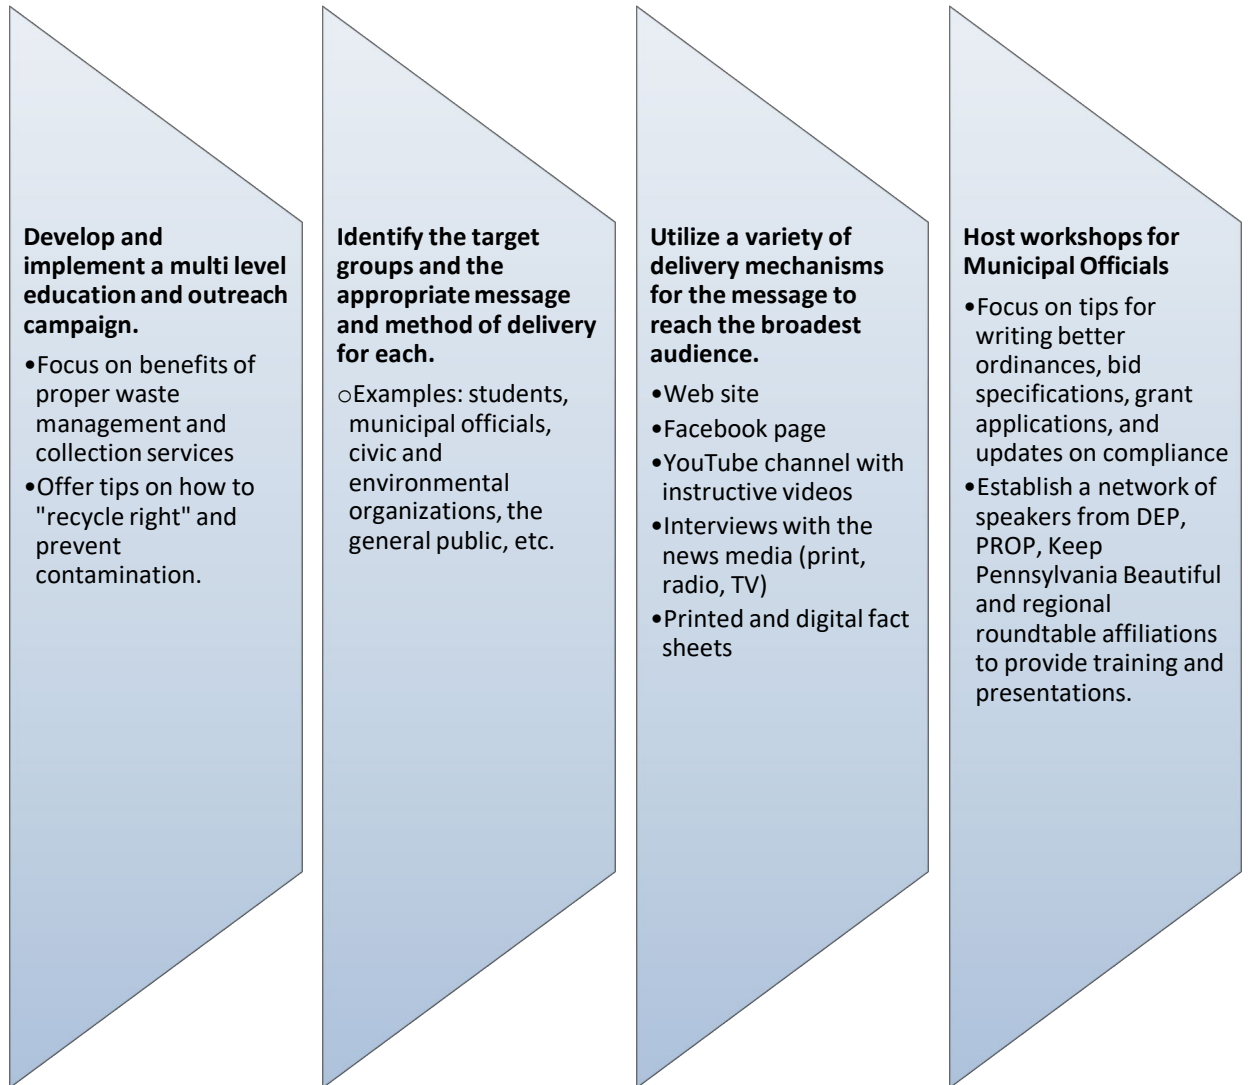 Develop and
implement a multi level
education and outreach
campaign.
•Focus on benefits of
proper waste
management and
collection services
•Offer tips on how to
"recycle right" and
prevent
contamination.
Identify the target
groups and the
appropriate message
and method of delivery
for each.
oExamples: students,
municipal officials,
civic and
environmental
organizations, the
general public, etc.
Utilize a variety of
delivery mechanisms
for the message to
reach the broadest
audience.
•Web site
•Facebook page
•YouTube channel with
instructive videos
•Interviews with the
news media (print,
radio, TV)
•Printed and digital fact
sheets
Host workshops for
Municipal Officials
•Focus on tips for
writing better
ordinances, bid
specifications, grant
applications, and
updates on compliance
•Establish a network of
speakers from DEP,
PROP, Keep
Pennsylvania Beautiful
and regional
roundtable affiliations
to provide training and
presentations.